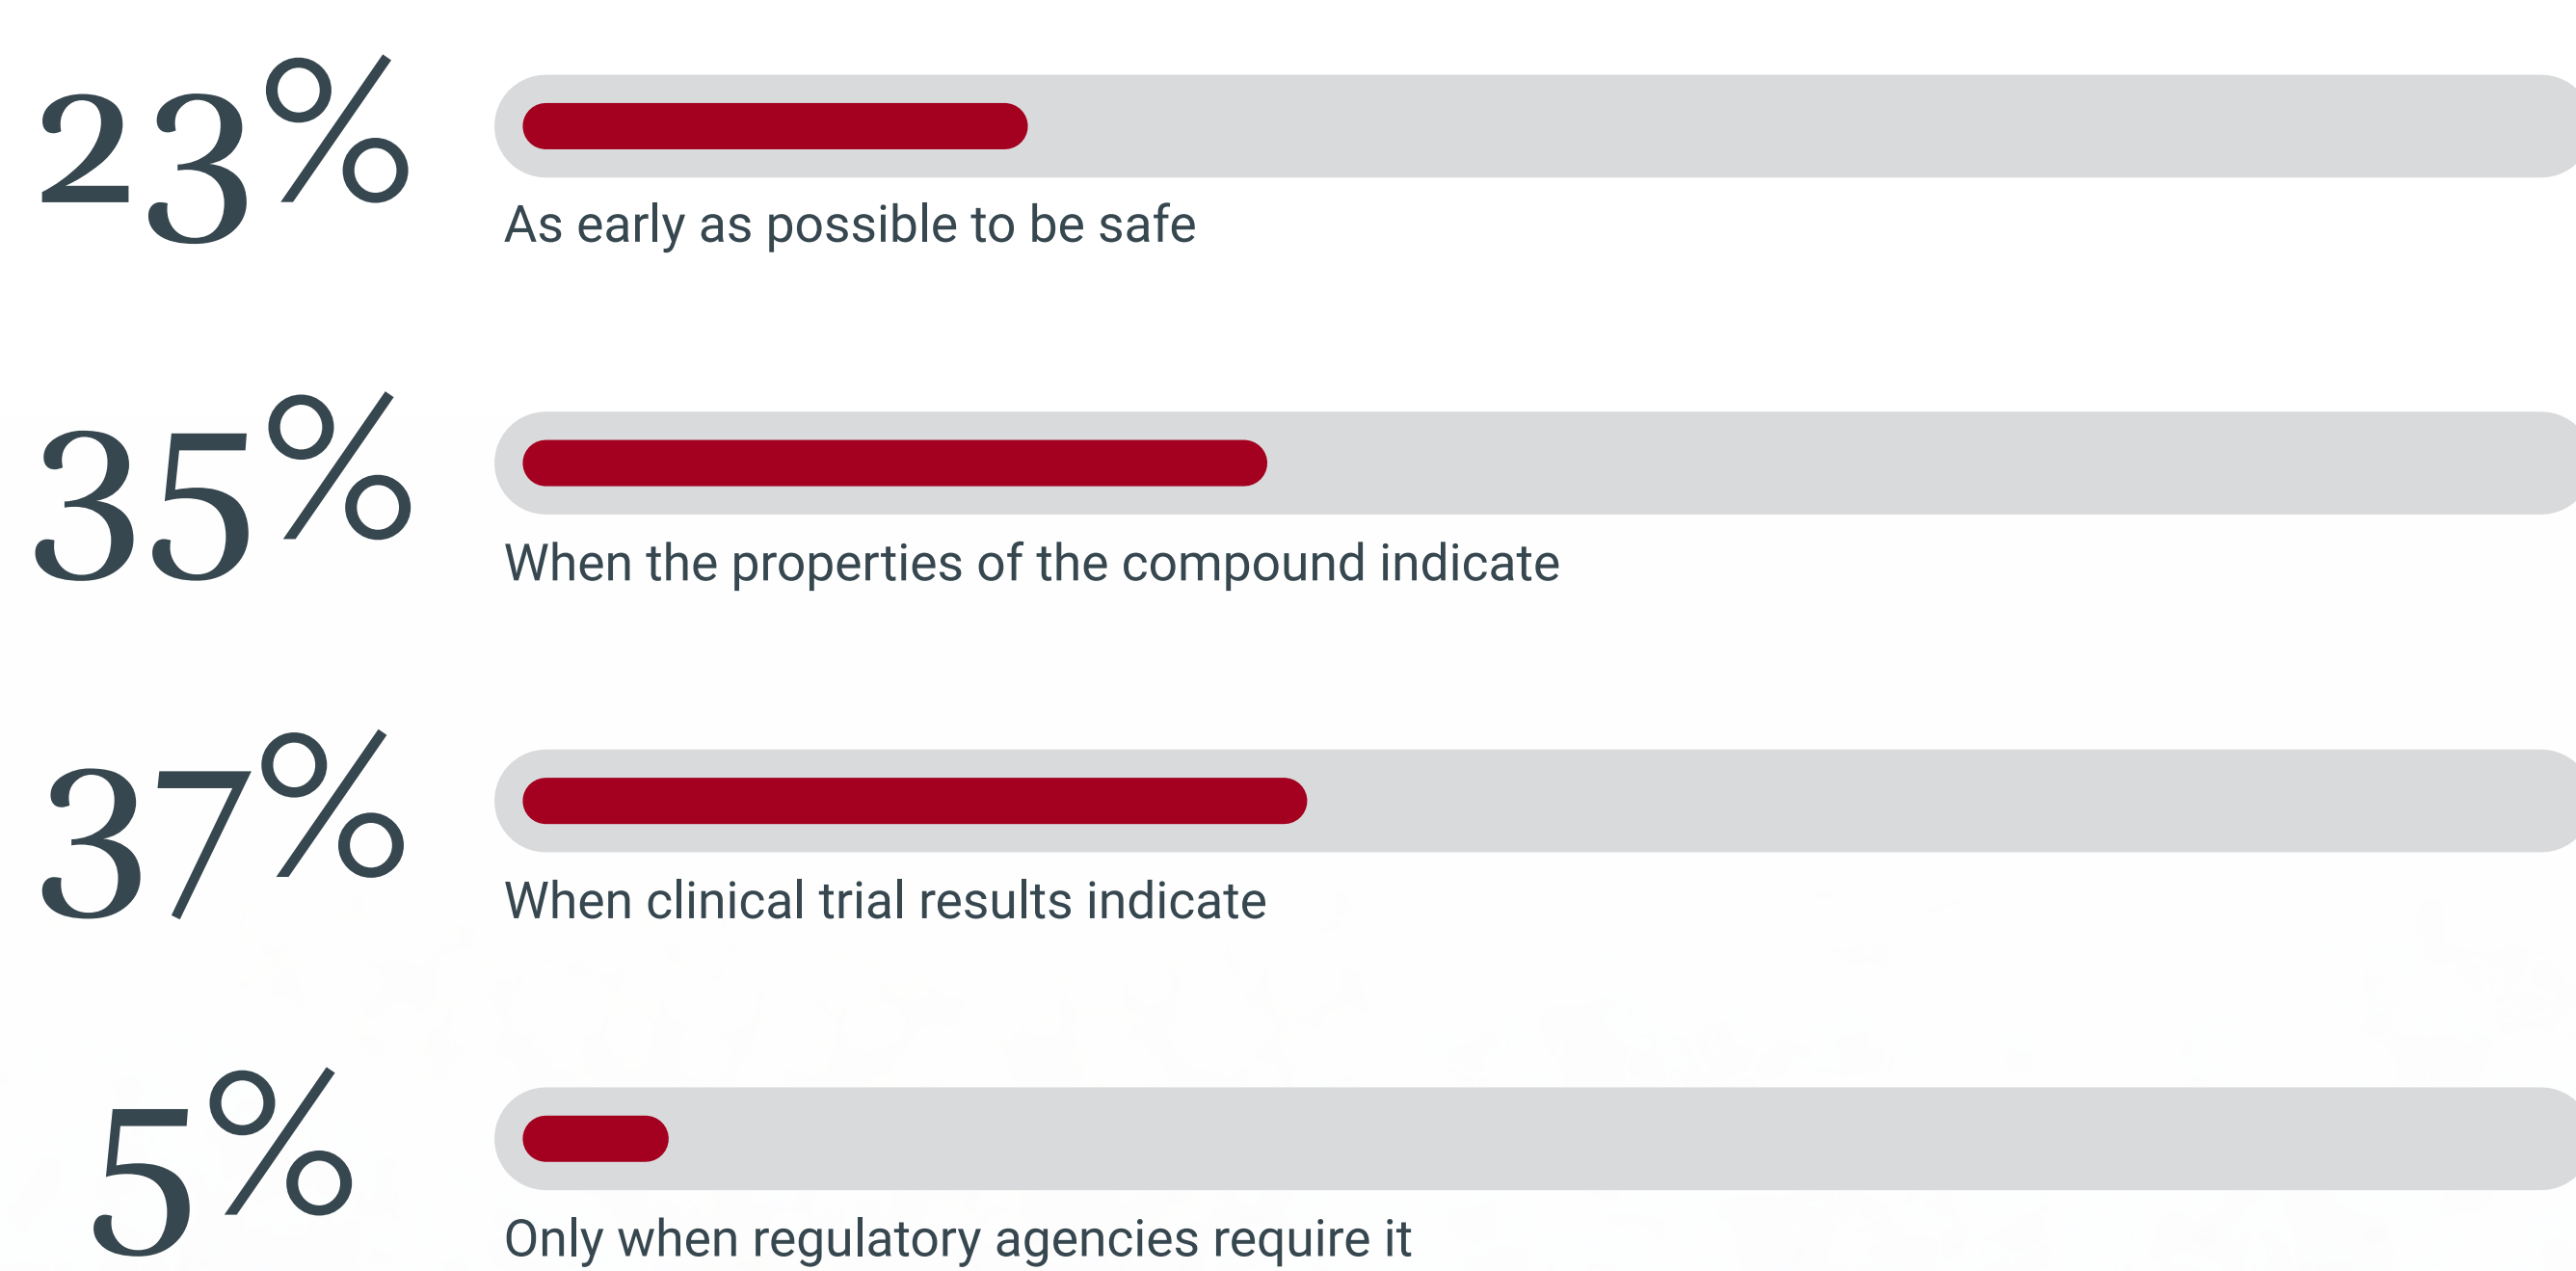 23%
As early as possible to be safe
35%
When the properties of the compound indicate
37%
When clinical trial results indicate
5%
Only when regulatory agencies require it